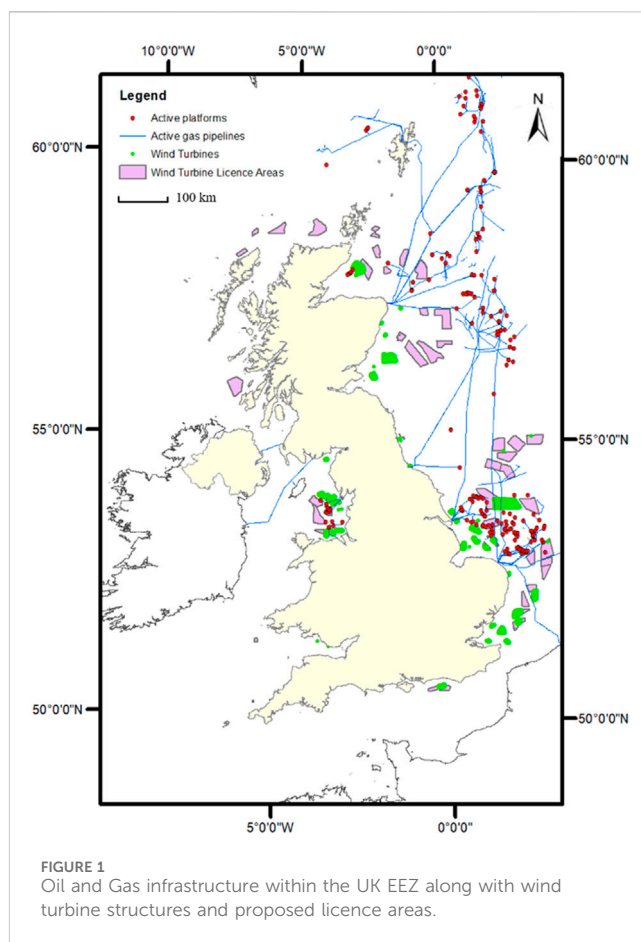 10°0'0"W 5°0'0"W 0°0'0"
Legend
Active platforms
Active gas pipelines
Wind Turbines
Wind Turbine Licence Areas
100 km
N
60°0'0"N 60°0'0"N
55°0'0"N 55°0'0"N
50°0'0"N 50°0'0"N
5°0'0"W 0°0'0"
FIGURE 1
Oil and Gas infrastructure within the UK EEZ along with wind
turbine structures and proposed licence areas.